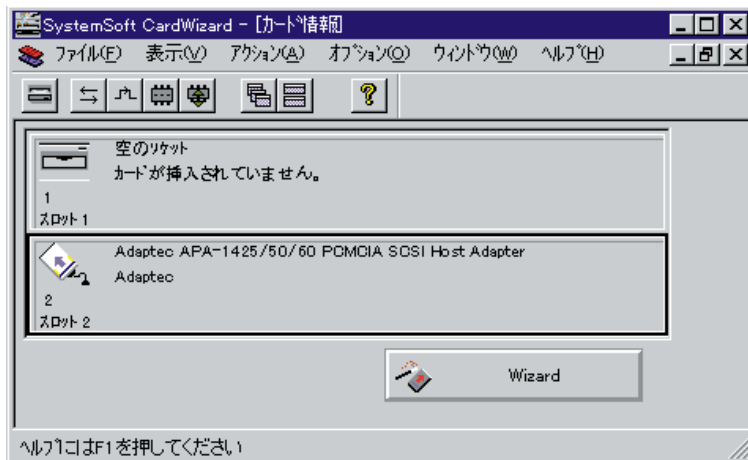 SystemSoft CardWizard - [ｶｰﾄﾞ情報]
ﾌｧｲﾙ(F) 表示(V) ｱｸｼｮﾝ(A) ｵﾌﾟｼｮﾝ(O) ｳｨﾝﾄﾞｳ(W) ﾍﾙﾌﾟ(H)
空のｿｹｯﾄ
ｶｰﾄﾞが挿入されていません。
1
ｽﾛｯﾄ 1
Adaptec APA-1425/50/60 PCMCIA SCSI Host Adapter
Adaptec
2
ｽﾛｯﾄ 2
Wizard
ﾍﾙﾌﾟにはF1を押してください